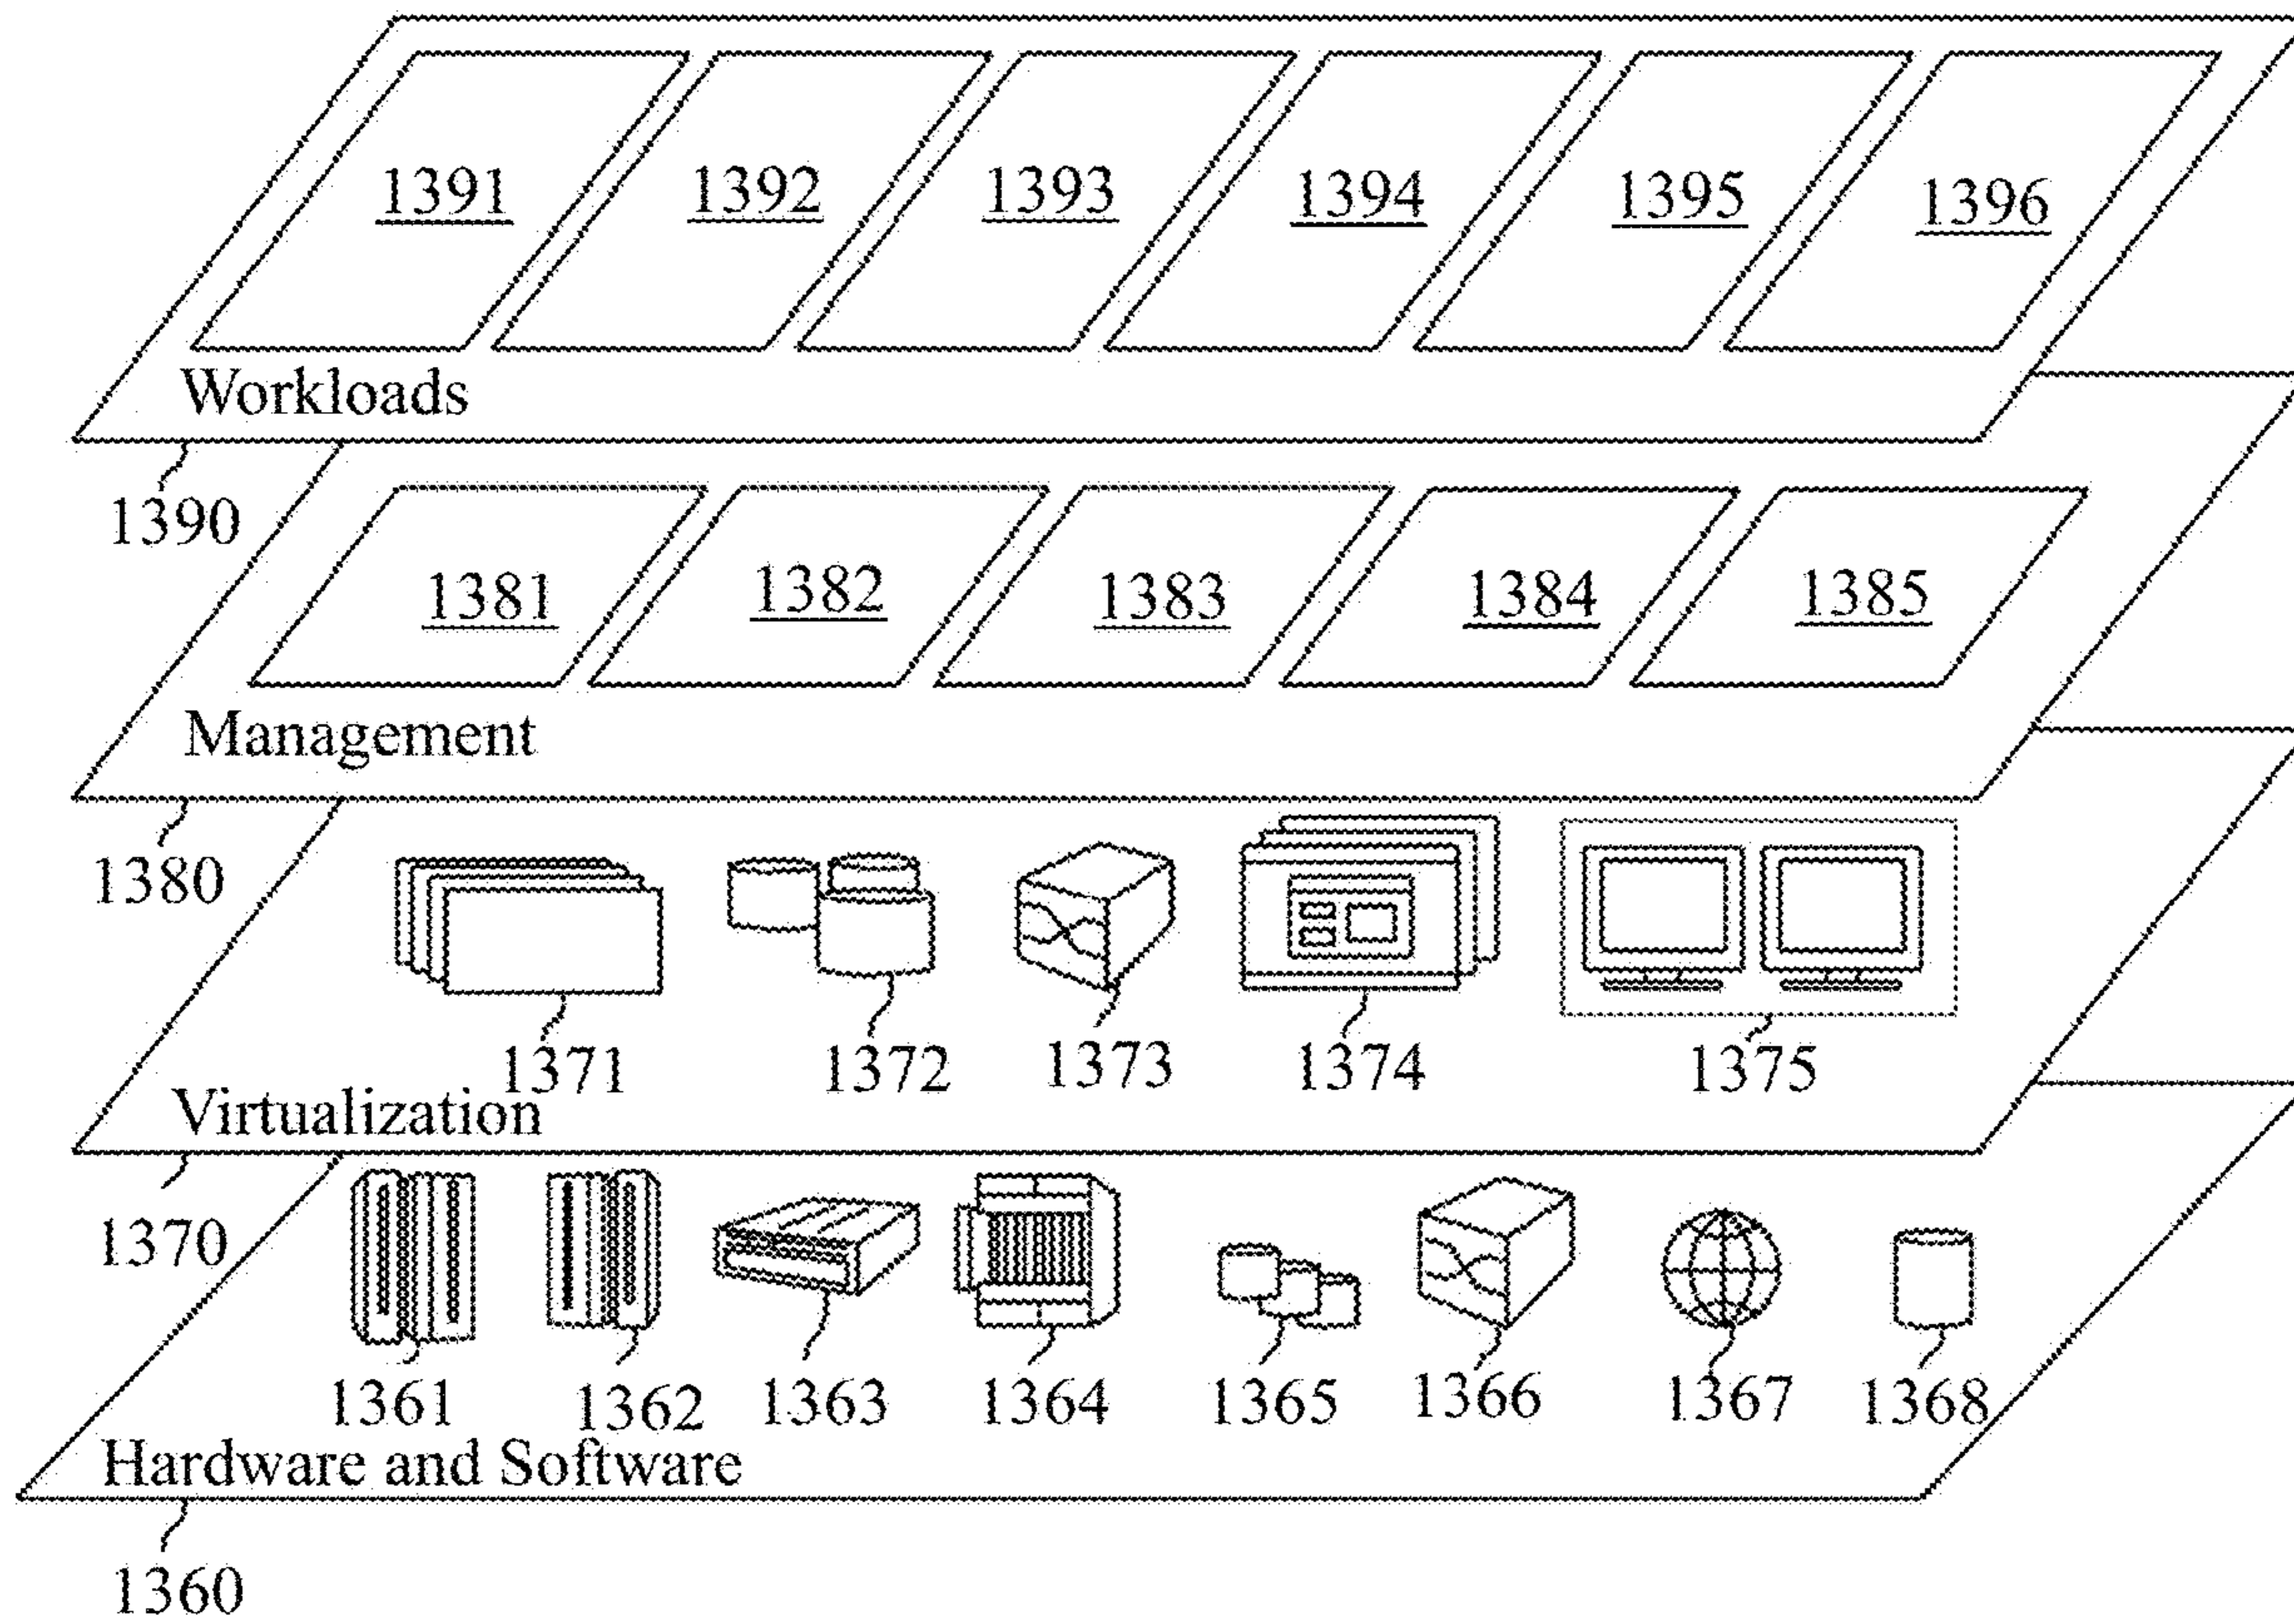 1391 1392 1393 1394 1395 1396
Workloads
1390
1381 1382 1383 1384 1385
Management
1380
1371 1372 1373 1374 1375
Virtualization
1370
1361 1362 1363 1364 1365 1366 1367 1368
Hardware and Software
1360